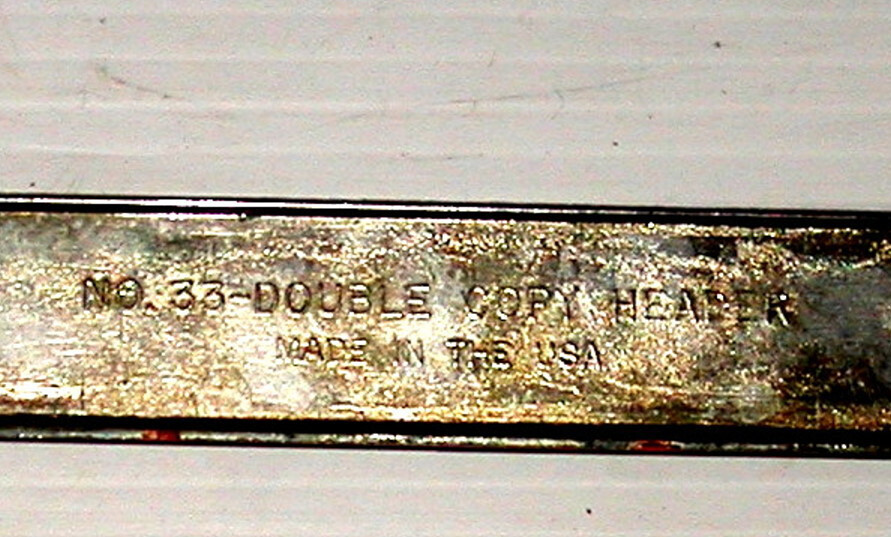 NO. 33-DOUBLE COPY HEADER
MADE IN THE USA